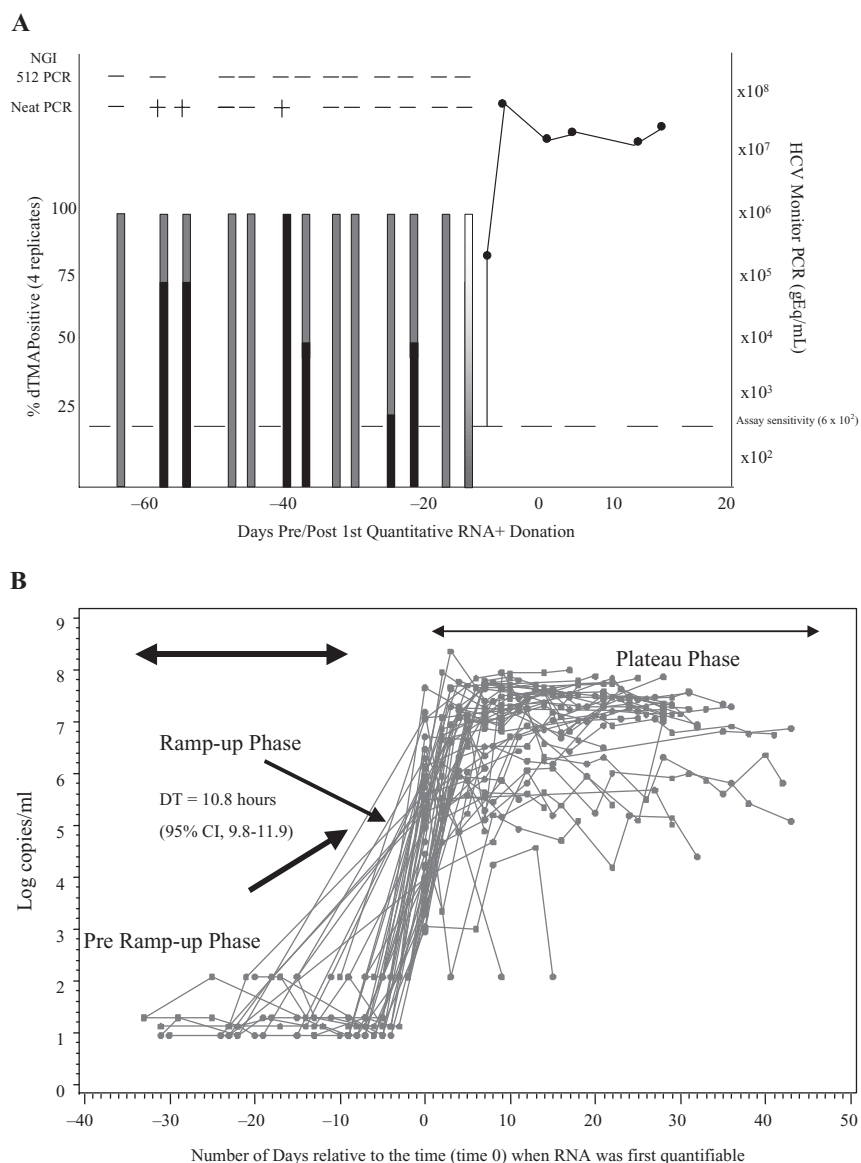 A
NGI
512 PCR
Neat PCR
100
75
50
25
% dTMAPositive (4 replicates)
x10⁸
x10⁷
x10⁶
x10⁵
x10⁴
x10³
x10²
HCV Monitor PCR (gEq/mL)
Assay sensitivity (6 x 10²)
–60 –40 –20 0 10 20
Days Pre/Post 1st Quantitative RNA+ Donation
B
9
8
7
6
5
4
3
2
1
0
Log copies/ml
Plateau Phase
Ramp-up Phase
DT = 10.8 hours
(95% CI, 9.8-11.9)
Pre Ramp-up Phase
−40 −30 −20 −10 0 10 20 30 40 50
Number of Days relative to the time (time 0) when RNA was first quantifiable